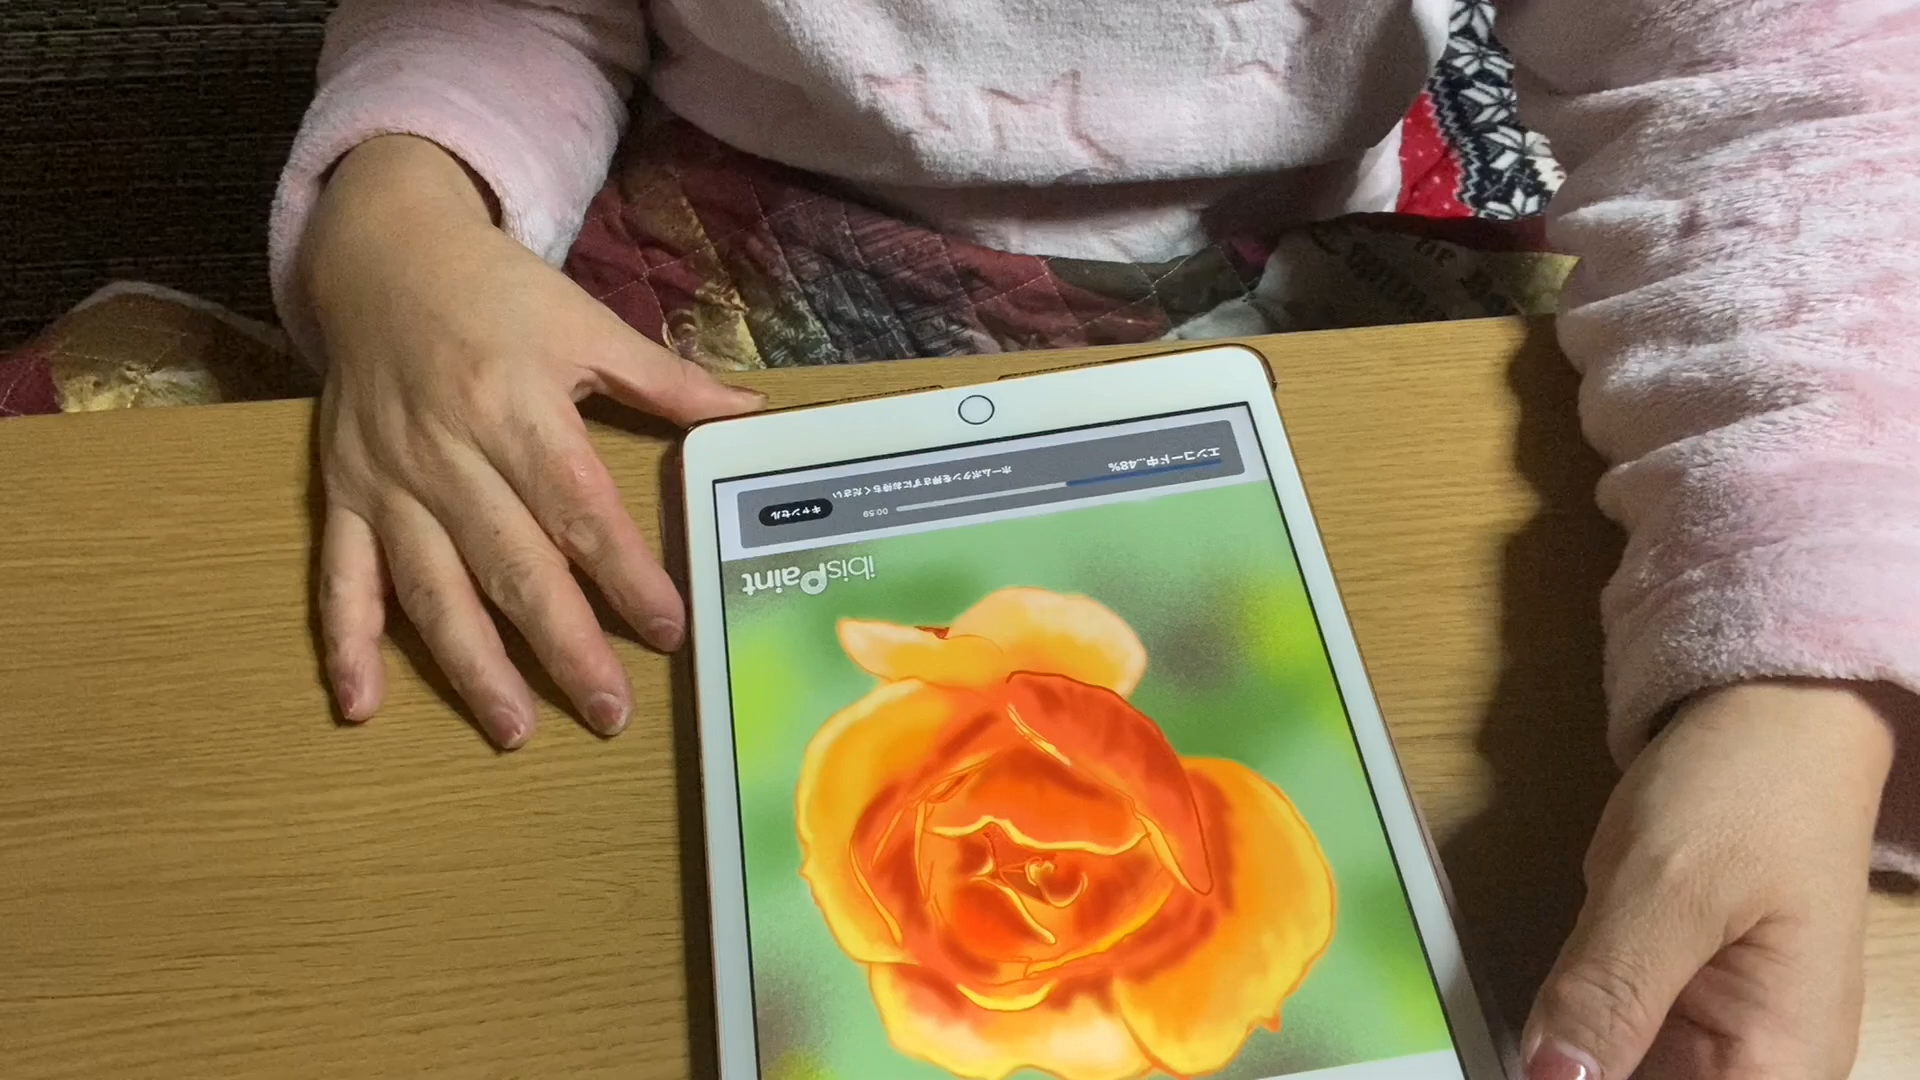 エンコード中...48%
ホームボタンを押さずにお待ちください
00:59
キャンセル
ibisPaint